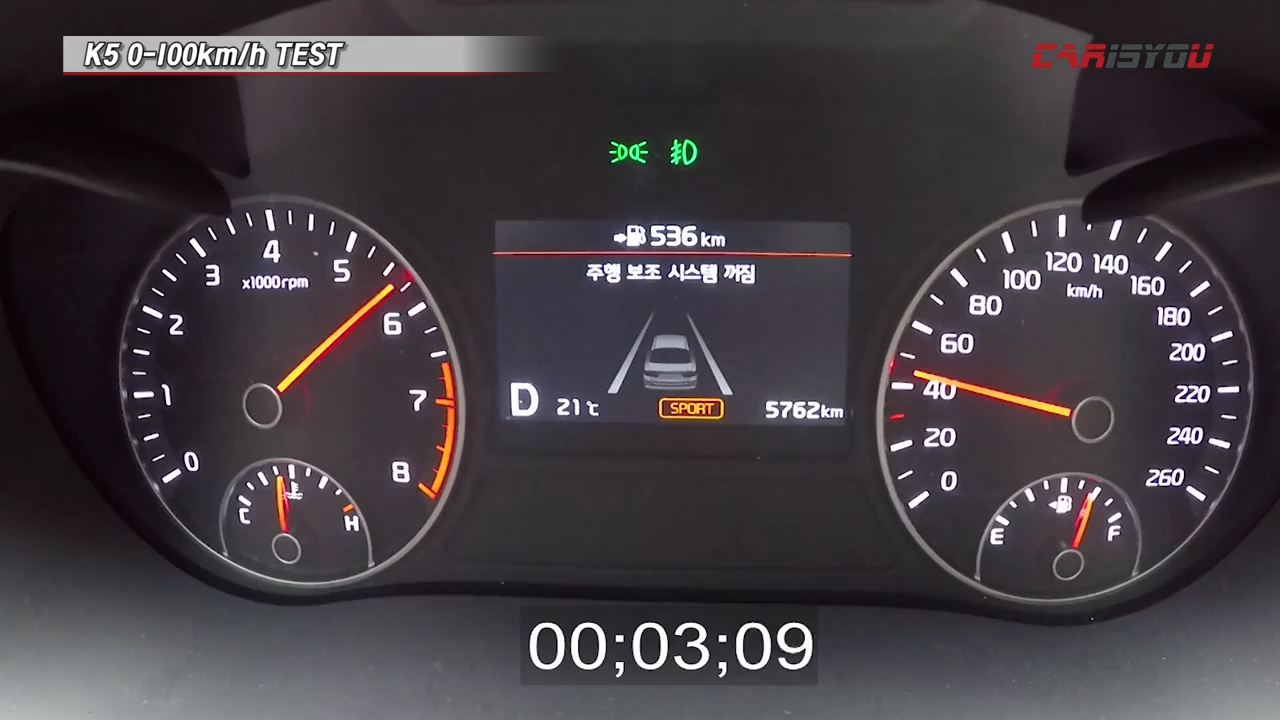 K5 0-100km/h TEST
CARISYOU
536 km
주행 보조 시스템 꺼짐
D 21℃ SPORT 5762km
0 1 2 3 4 5 6 7 8
x1000rpm
C H
0 20 40 60 80 100 120 140 160 180 200 220 240 260
km/h
E F
00;03;09